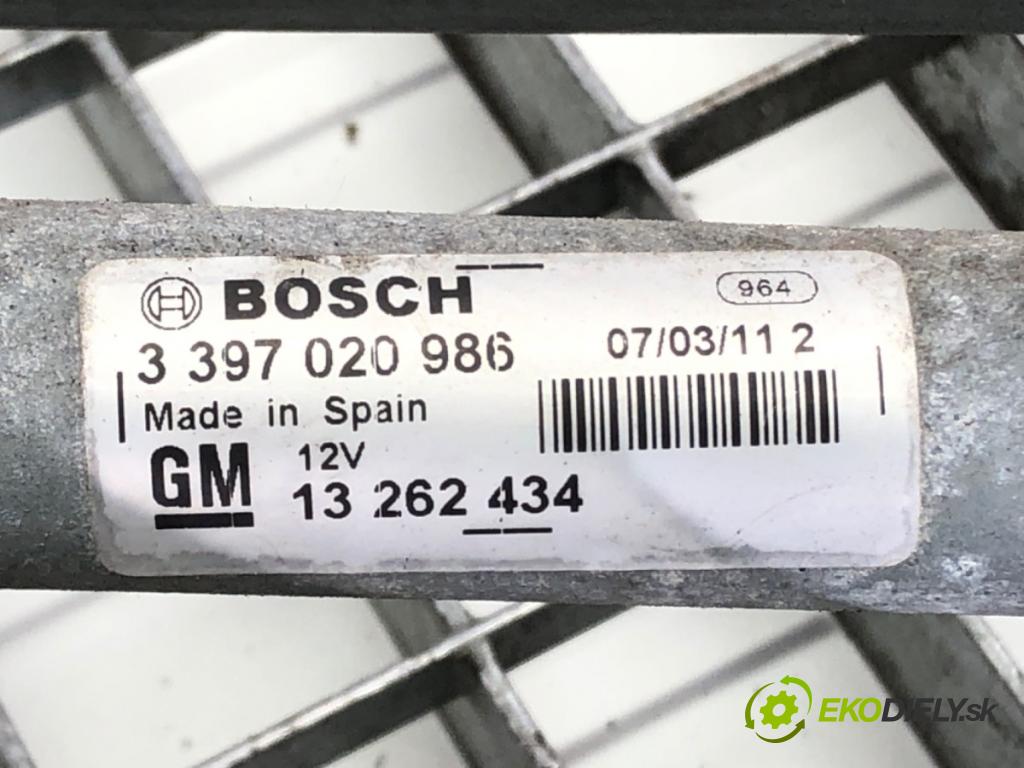 BOSCH 964
3 397 020 986 07/03/11 2
Made in Spain
GM 12V
13 262 434
EKODIELY.sk